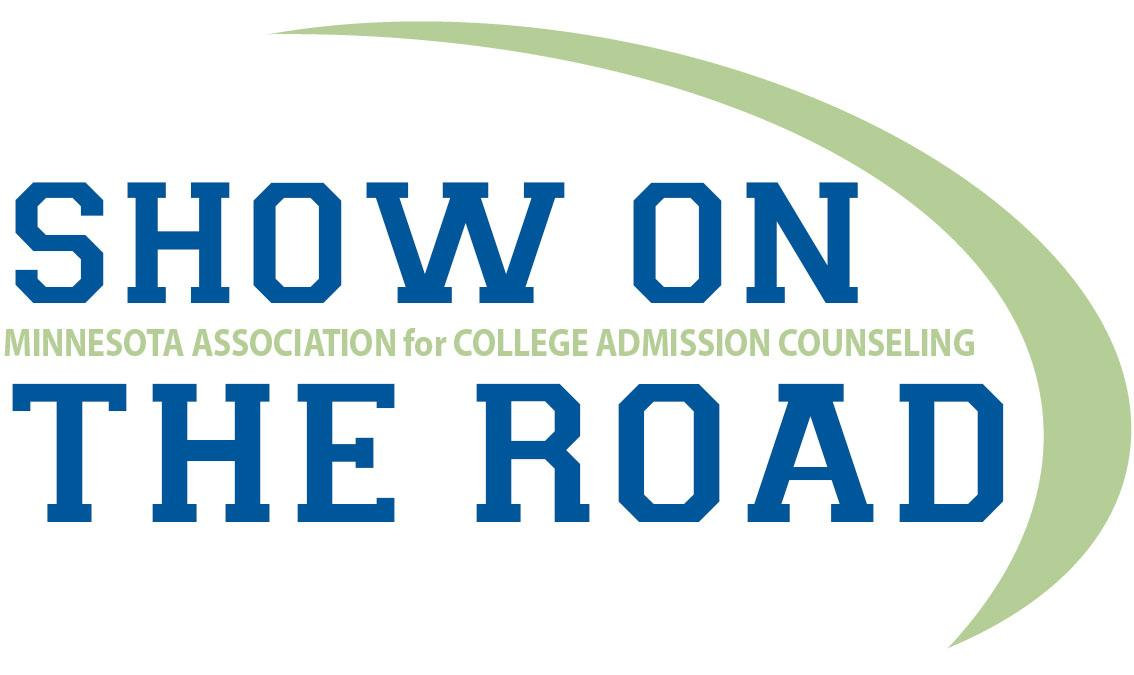 SHOW ON
MINNESOTA ASSOCIATION for COLLEGE ADMISSION COUNSELING
THE ROAD